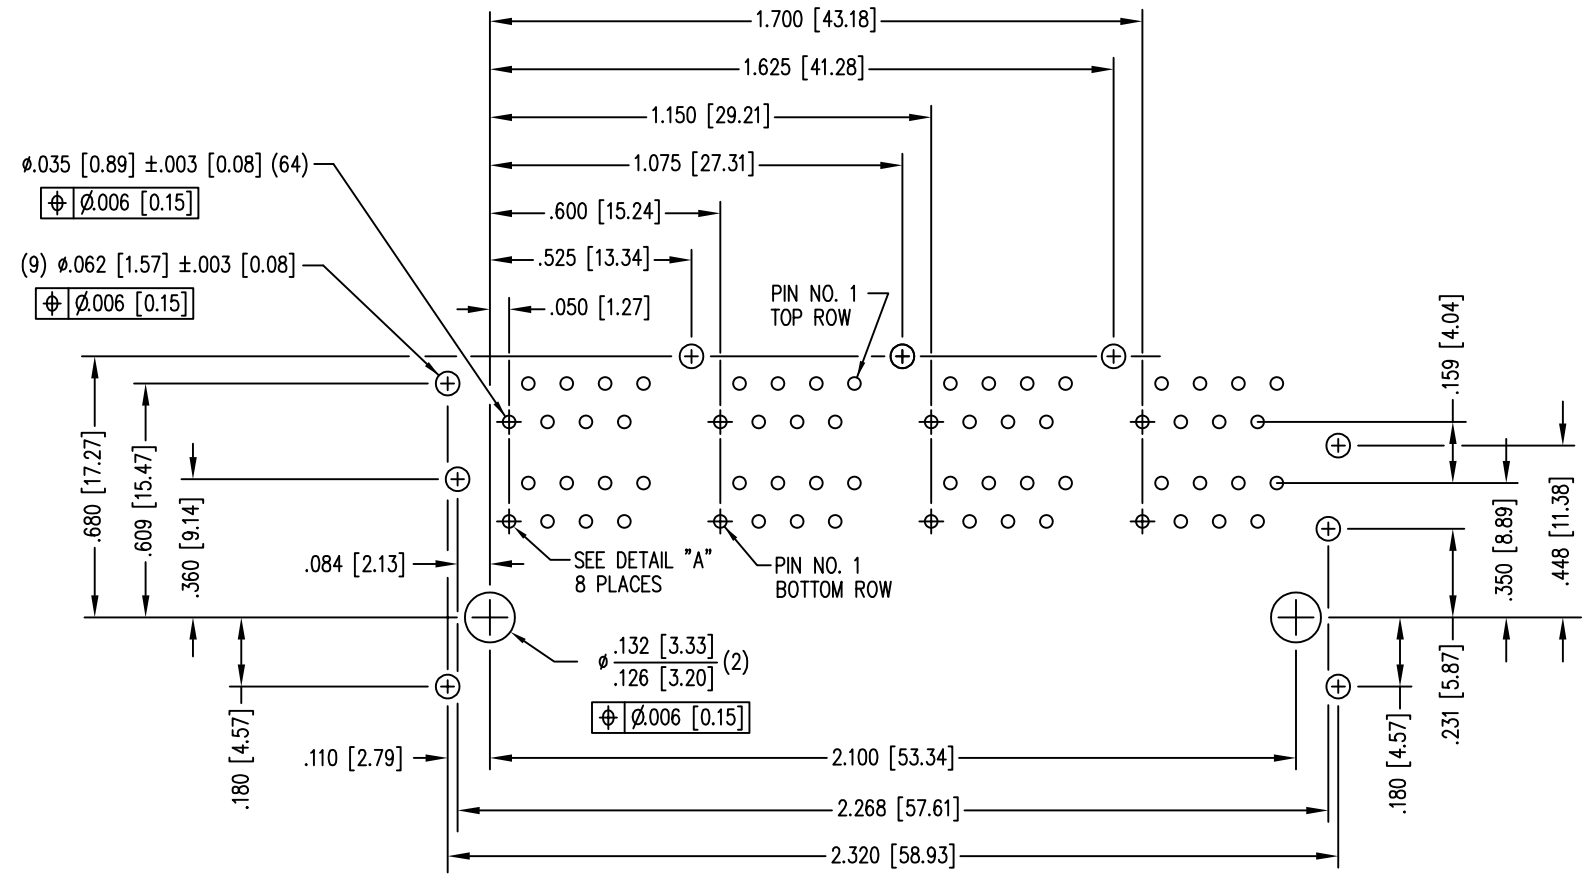 1.700 [43.18]
1.625 [41.28]
1.150 [29.21]
1.075 [27.31]
⌀.035 [0.89] ±.003 [0.08] (64)
⌖ ⌀.006 [0.15]
.600 [15.24]
.525 [13.34]
(9) ⌀.062 [1.57] ±.003 [0.08]
⌖ ⌀.006 [0.15]
.050 [1.27]
PIN NO. 1
TOP ROW
.159 [4.04]
.680 [17.27]
.609 [15.47]
.360 [9.14]
.084 [2.13]
SEE DETAIL "A"
8 PLACES
PIN NO. 1
BOTTOM ROW
.350 [8.89]
.448 [11.38]
⌀ .132 [3.33]
.126 [3.20] (2)
⌖ ⌀.006 [0.15]
.231 [5.87]
.180 [4.57]
.180 [4.57]
.110 [2.79]
2.100 [53.34]
2.268 [57.61]
2.320 [58.93]